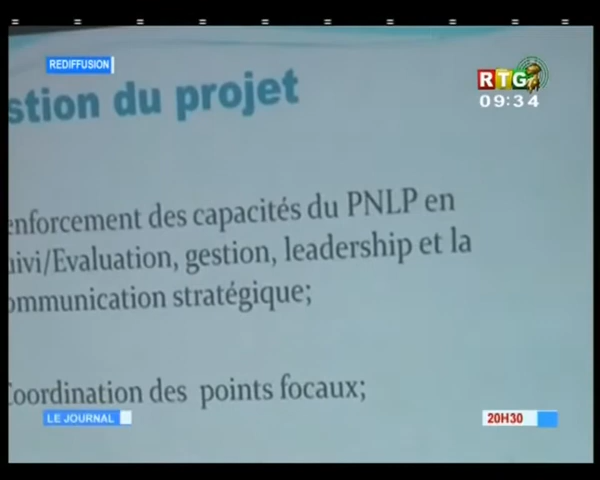 REDIFFUSION
RTG
09:34
stion du projet
enforcement des capacités du PNLP en
uivi/Evaluation, gestion, leadership et la
ommunication stratégique;
Coordination des points focaux;
LE JOURNAL
20H30